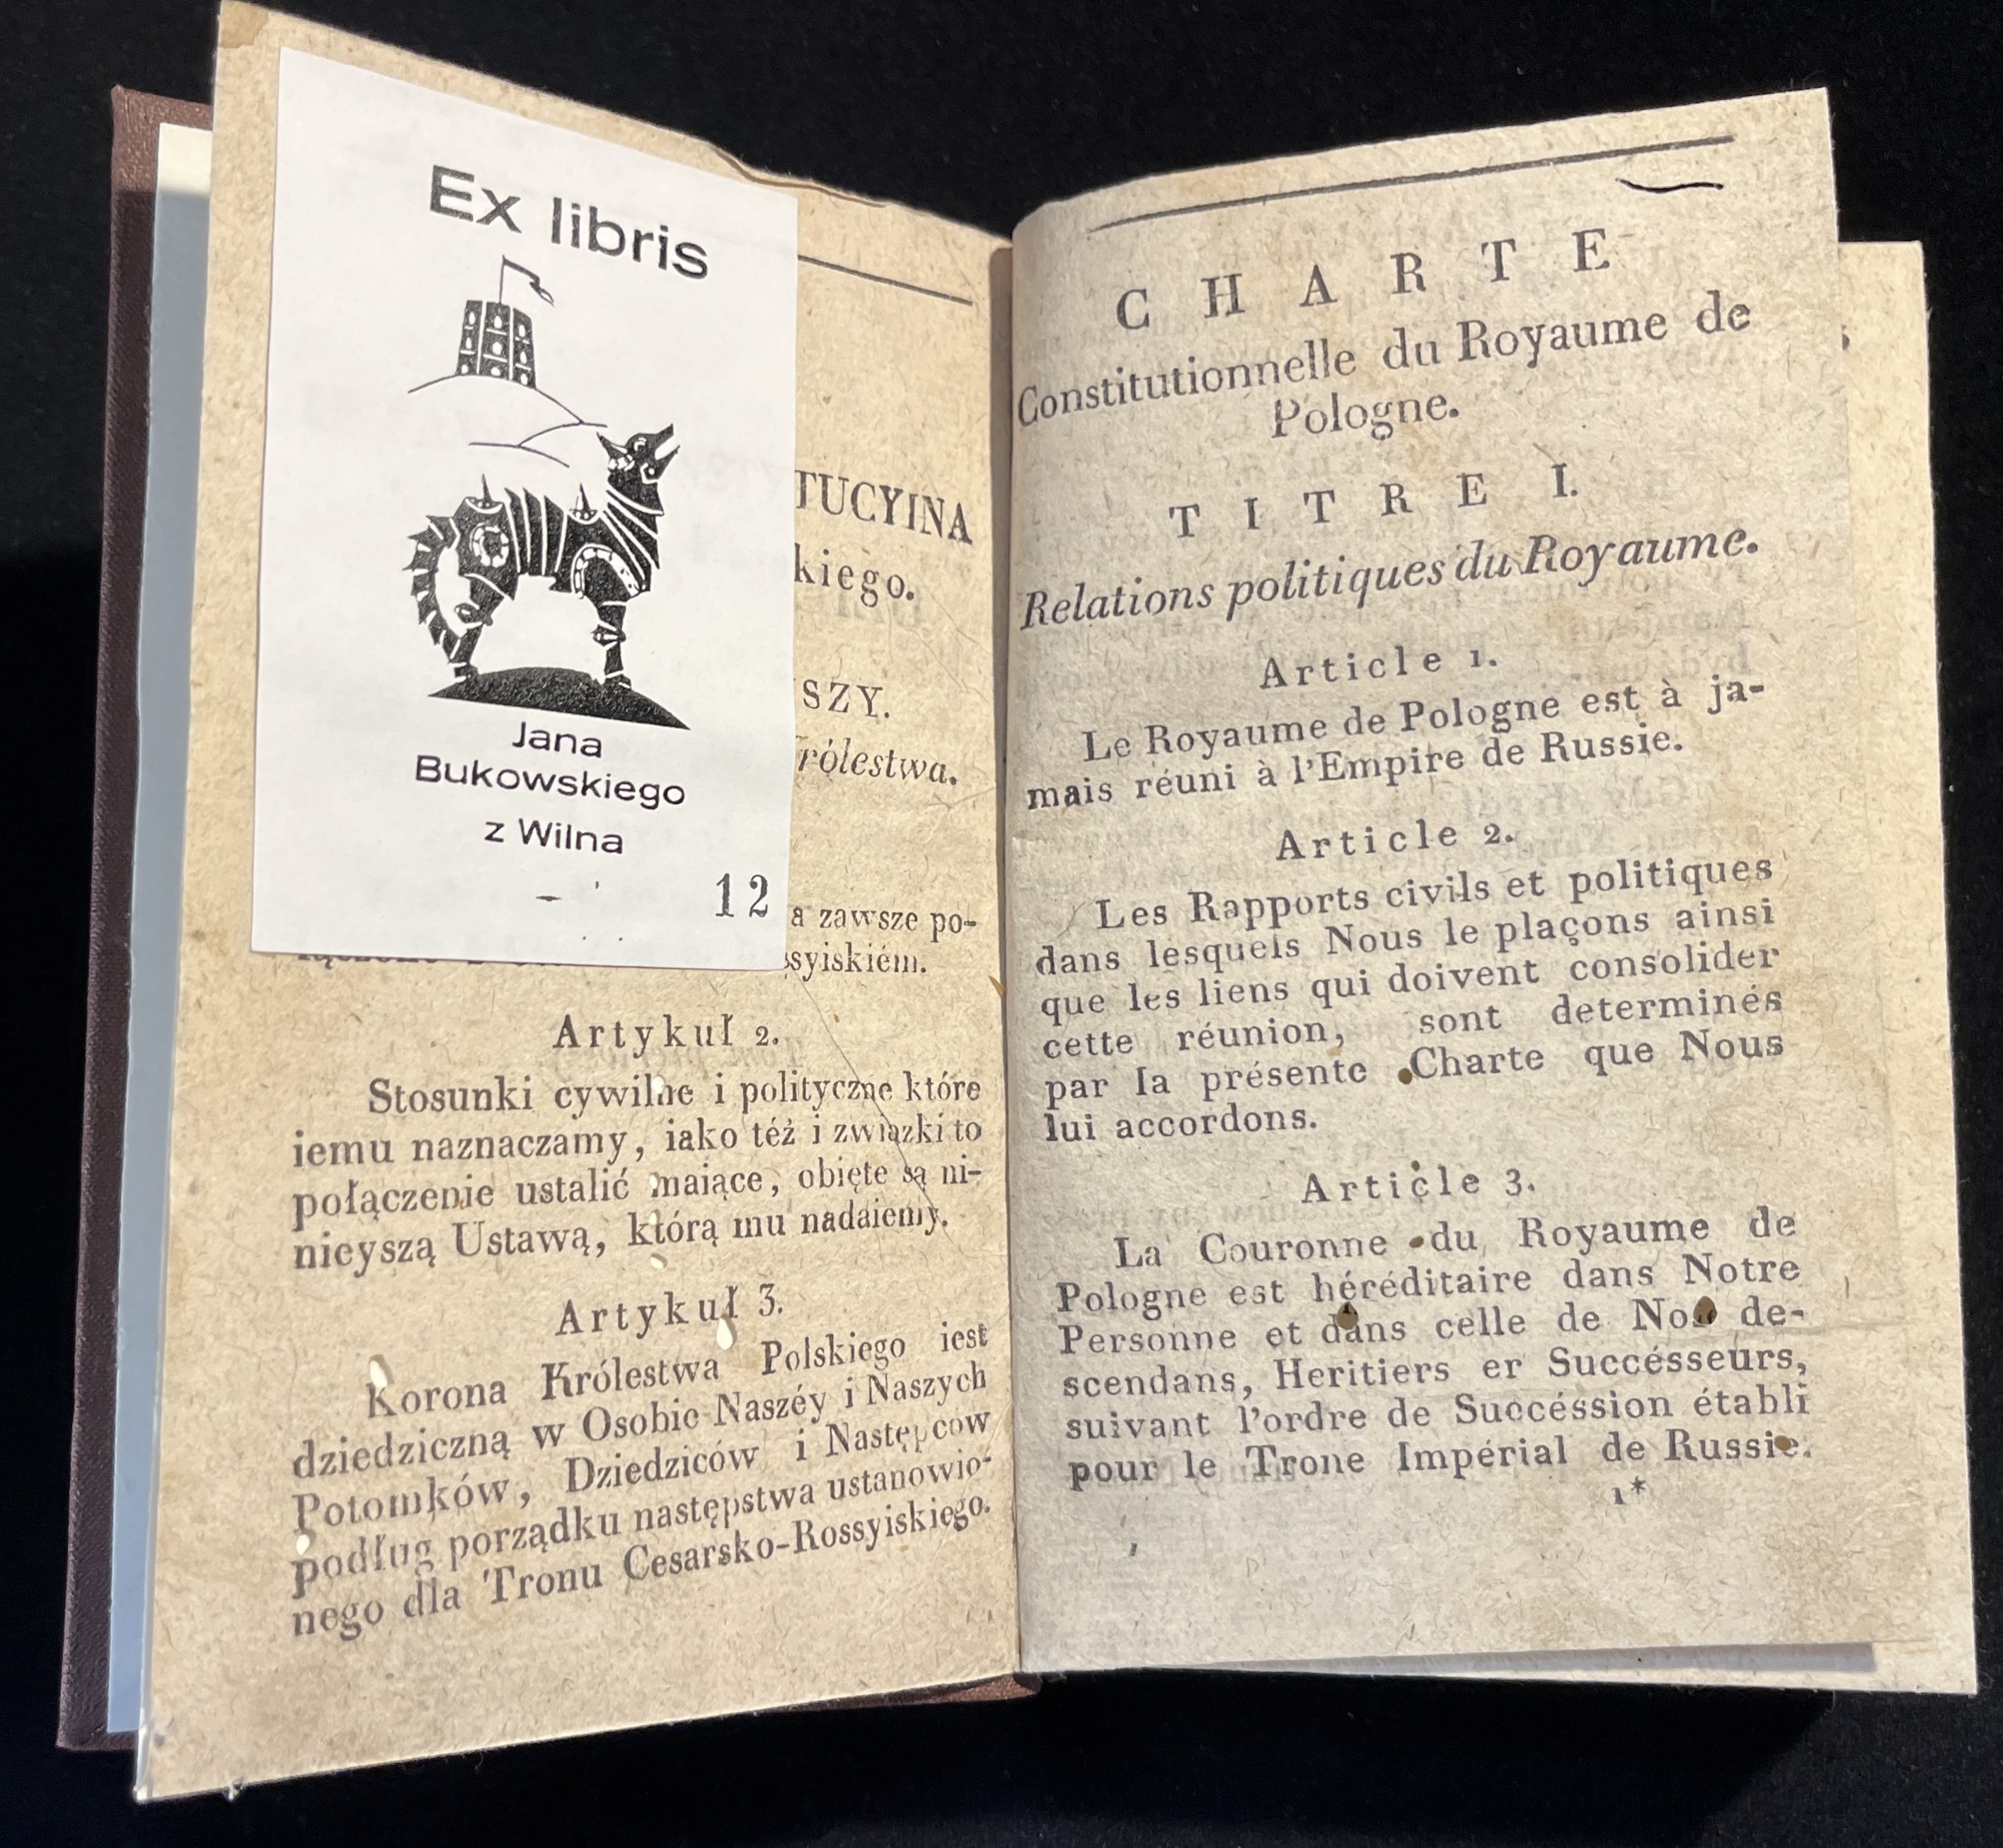 Ex libris
Jana
Bukowskiego
z Wilna
12
TUCYINA
kiego.
SZY.
rólestwa.
a zawsze po-
ssyiskiém.
Artykuł 2.
Stosunki cywilne i polityczne które
iemu naznaczamy, iako téż i związki to
połączenie ustalić maiące, obięte są ni-
nieyszą Ustawą, którą mu nadaiemy.
Artykuł 3.
Korona Królestwa Polskiego iest
dziedziczną w Osobie Naszéy i Naszych
Potomków, Dziedziców i Następców
podług porządku następstwa ustanowio-
nego dla Tronu Cesarsko-Rossyiskiego.
CHARTE
Constitutionnelle du Royaume de
Pologne.
TITRE I.
Relations politiques du Royaume.
Article 1.
Le Royaume de Pologne est à ja-
mais réuni à l'Empire de Russie.
Article 2.
Les Rapports civils et politiques
dans lesquels Nous le plaçons ainsi
que les liens qui doivent consolider
cette réunion, sont determinés
par la présente Charte que Nous
lui accordons.
Article 3.
La Couronne du Royaume de
Pologne est héréditaire dans Notre
Personne et dans celle de Nos de-
scendans, Heritiers er Succésseurs,
suivant l'ordre de Succéssion établi
pour le Trone Impérial de Russie.
1*